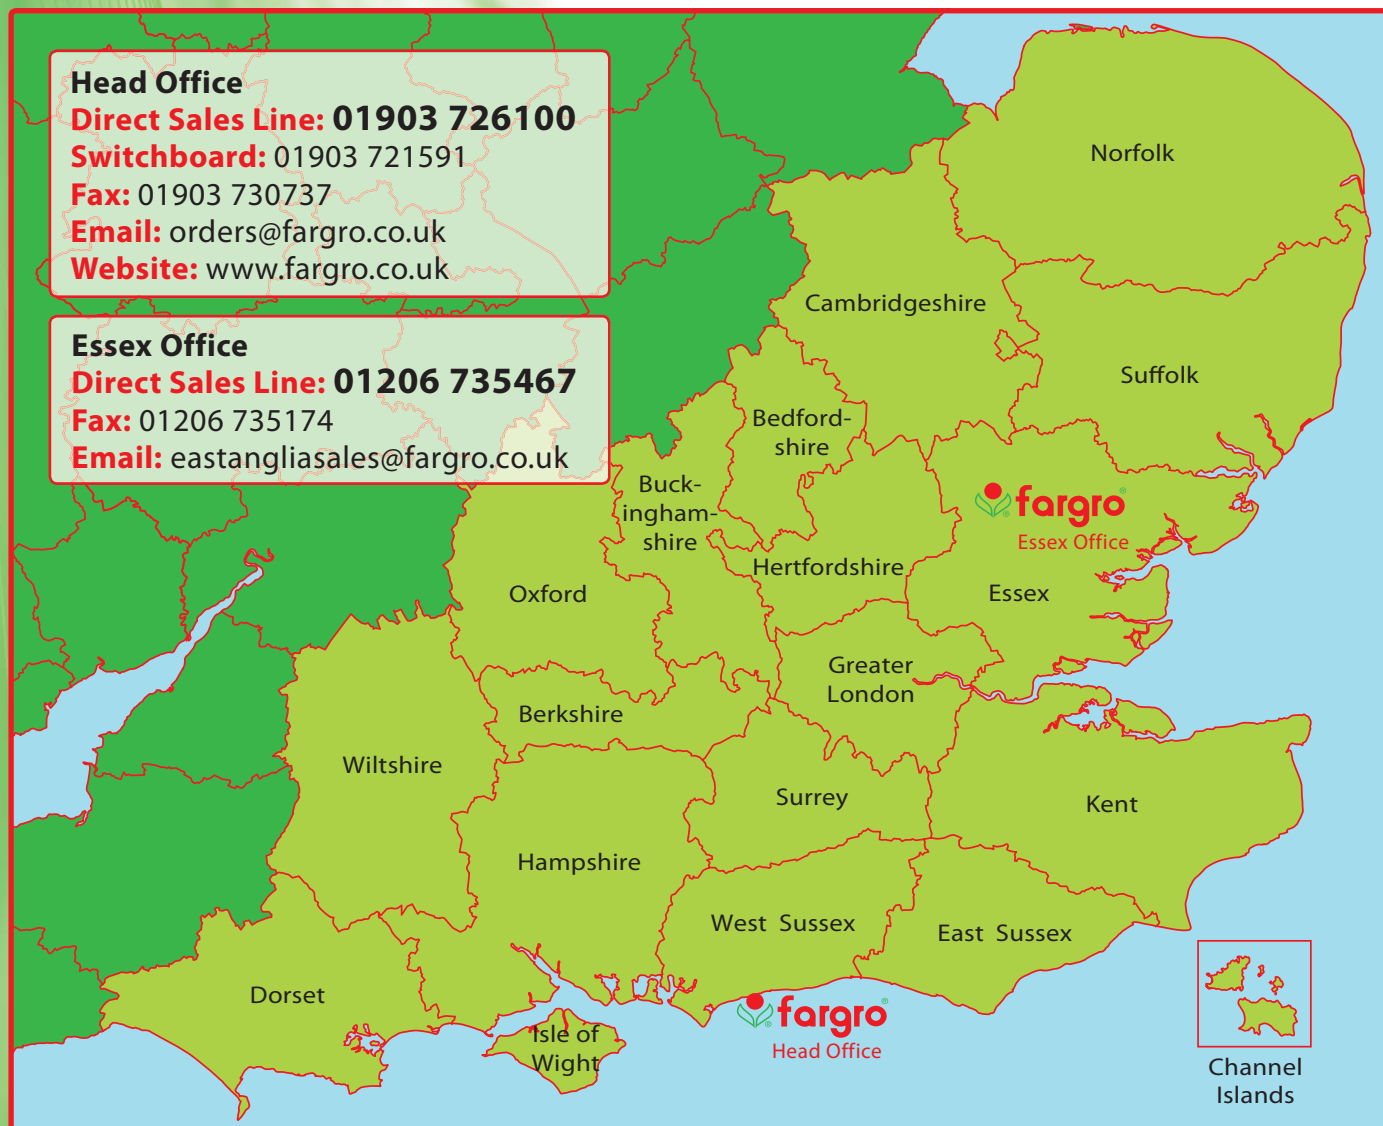 Head Office
Direct Sales Line: 01903 726100
Switchboard: 01903 721591
Fax: 01903 730737
Email: orders@fargro.co.uk
Website: www.fargro.co.uk
Essex Office
Direct Sales Line: 01206 735467
Fax: 01206 735174
Email: eastangliasales@fargro.co.uk
Norfolk
Cambridgeshire
Suffolk
Bedford-
shire
Buck-
ingham-
shire
fargro®
Essex Office
Hertfordshire
Oxford
Essex
Greater
London
Berkshire
Wiltshire
Surrey
Kent
Hampshire
West Sussex
East Sussex
Dorset
fargro®
Head Office
Isle of
Wight
Channel
Islands